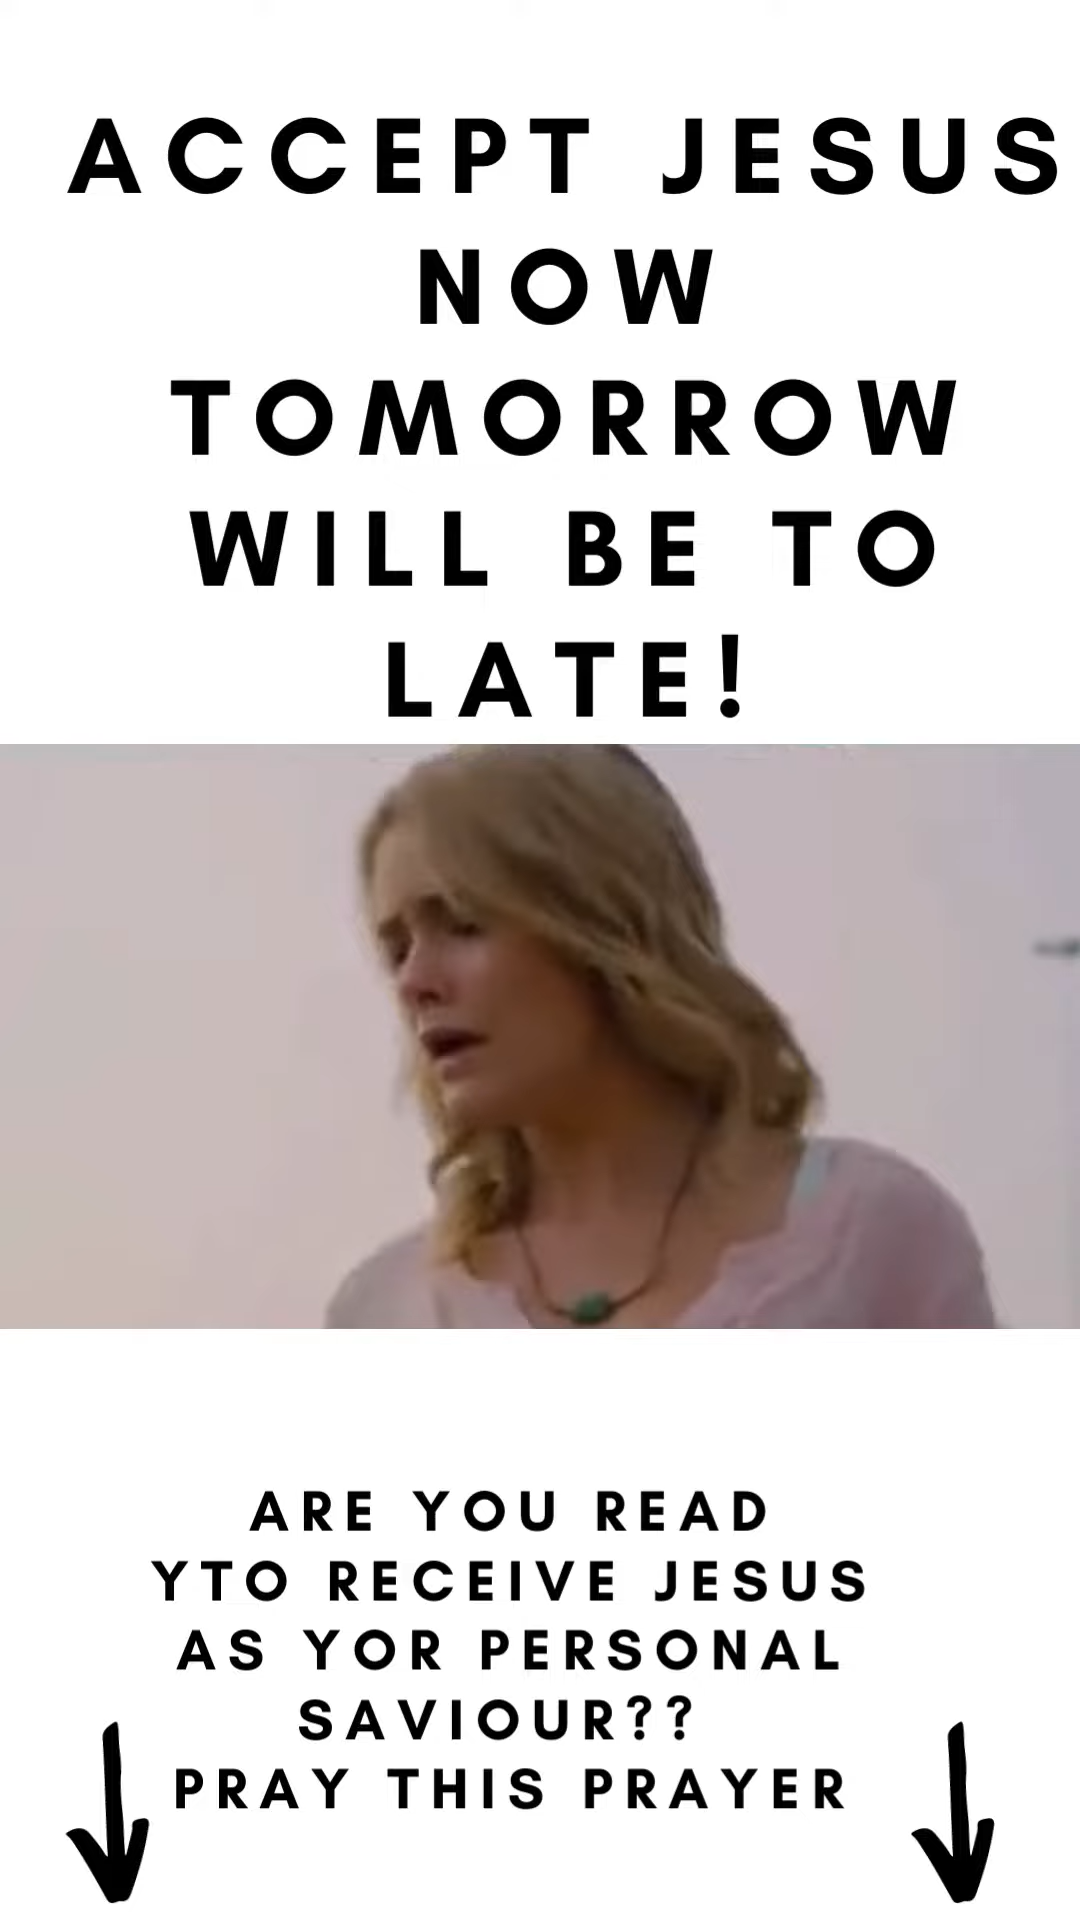 ACCEPT JESUS
NOW
TOMORROW
WILL BE TO
LATE!
ARE YOU READ
YTO RECEIVE JESUS
AS YOR PERSONAL
SAVIOUR??
PRAY THIS PRAYER